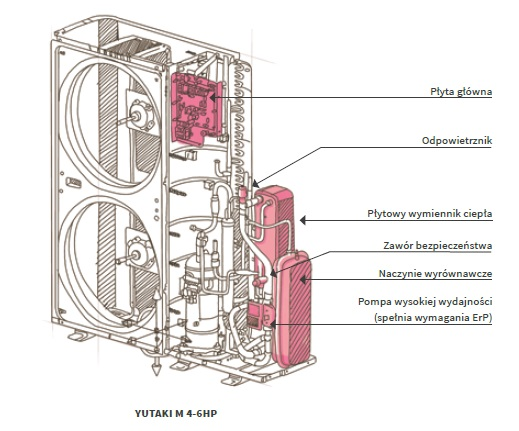 Płyta główna
Odpowietrznik
Płytowy wymiennik ciepła
Zawór bezpieczeństwa
Naczynie wyrównawcze
Pompa wysokiej wydajności
(spełnia wymagania ErP)
YUTAKI M 4-6HP